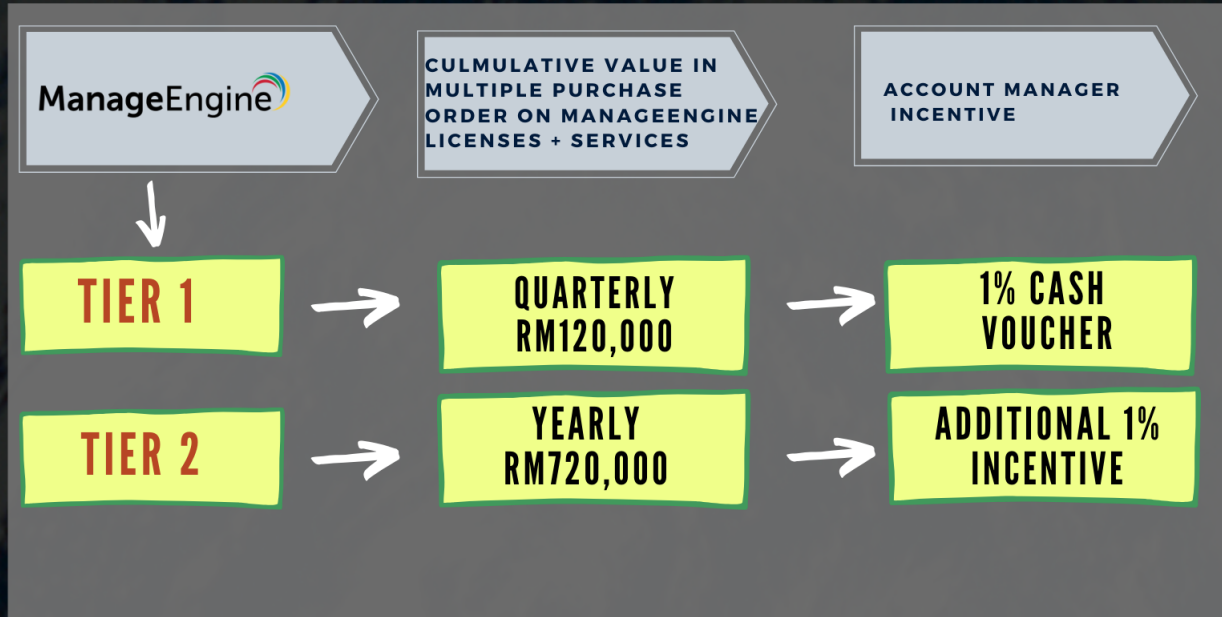 ManageEngine
CULMULATIVE VALUE IN
MULTIPLE PURCHASE
ORDER ON MANAGEENGINE
LICENSES + SERVICES
ACCOUNT MANAGER
INCENTIVE
TIER 1
QUARTERLY
RM120,000
1% CASH
VOUCHER
TIER 2
YEARLY
RM720,000
ADDITIONAL 1%
INCENTIVE